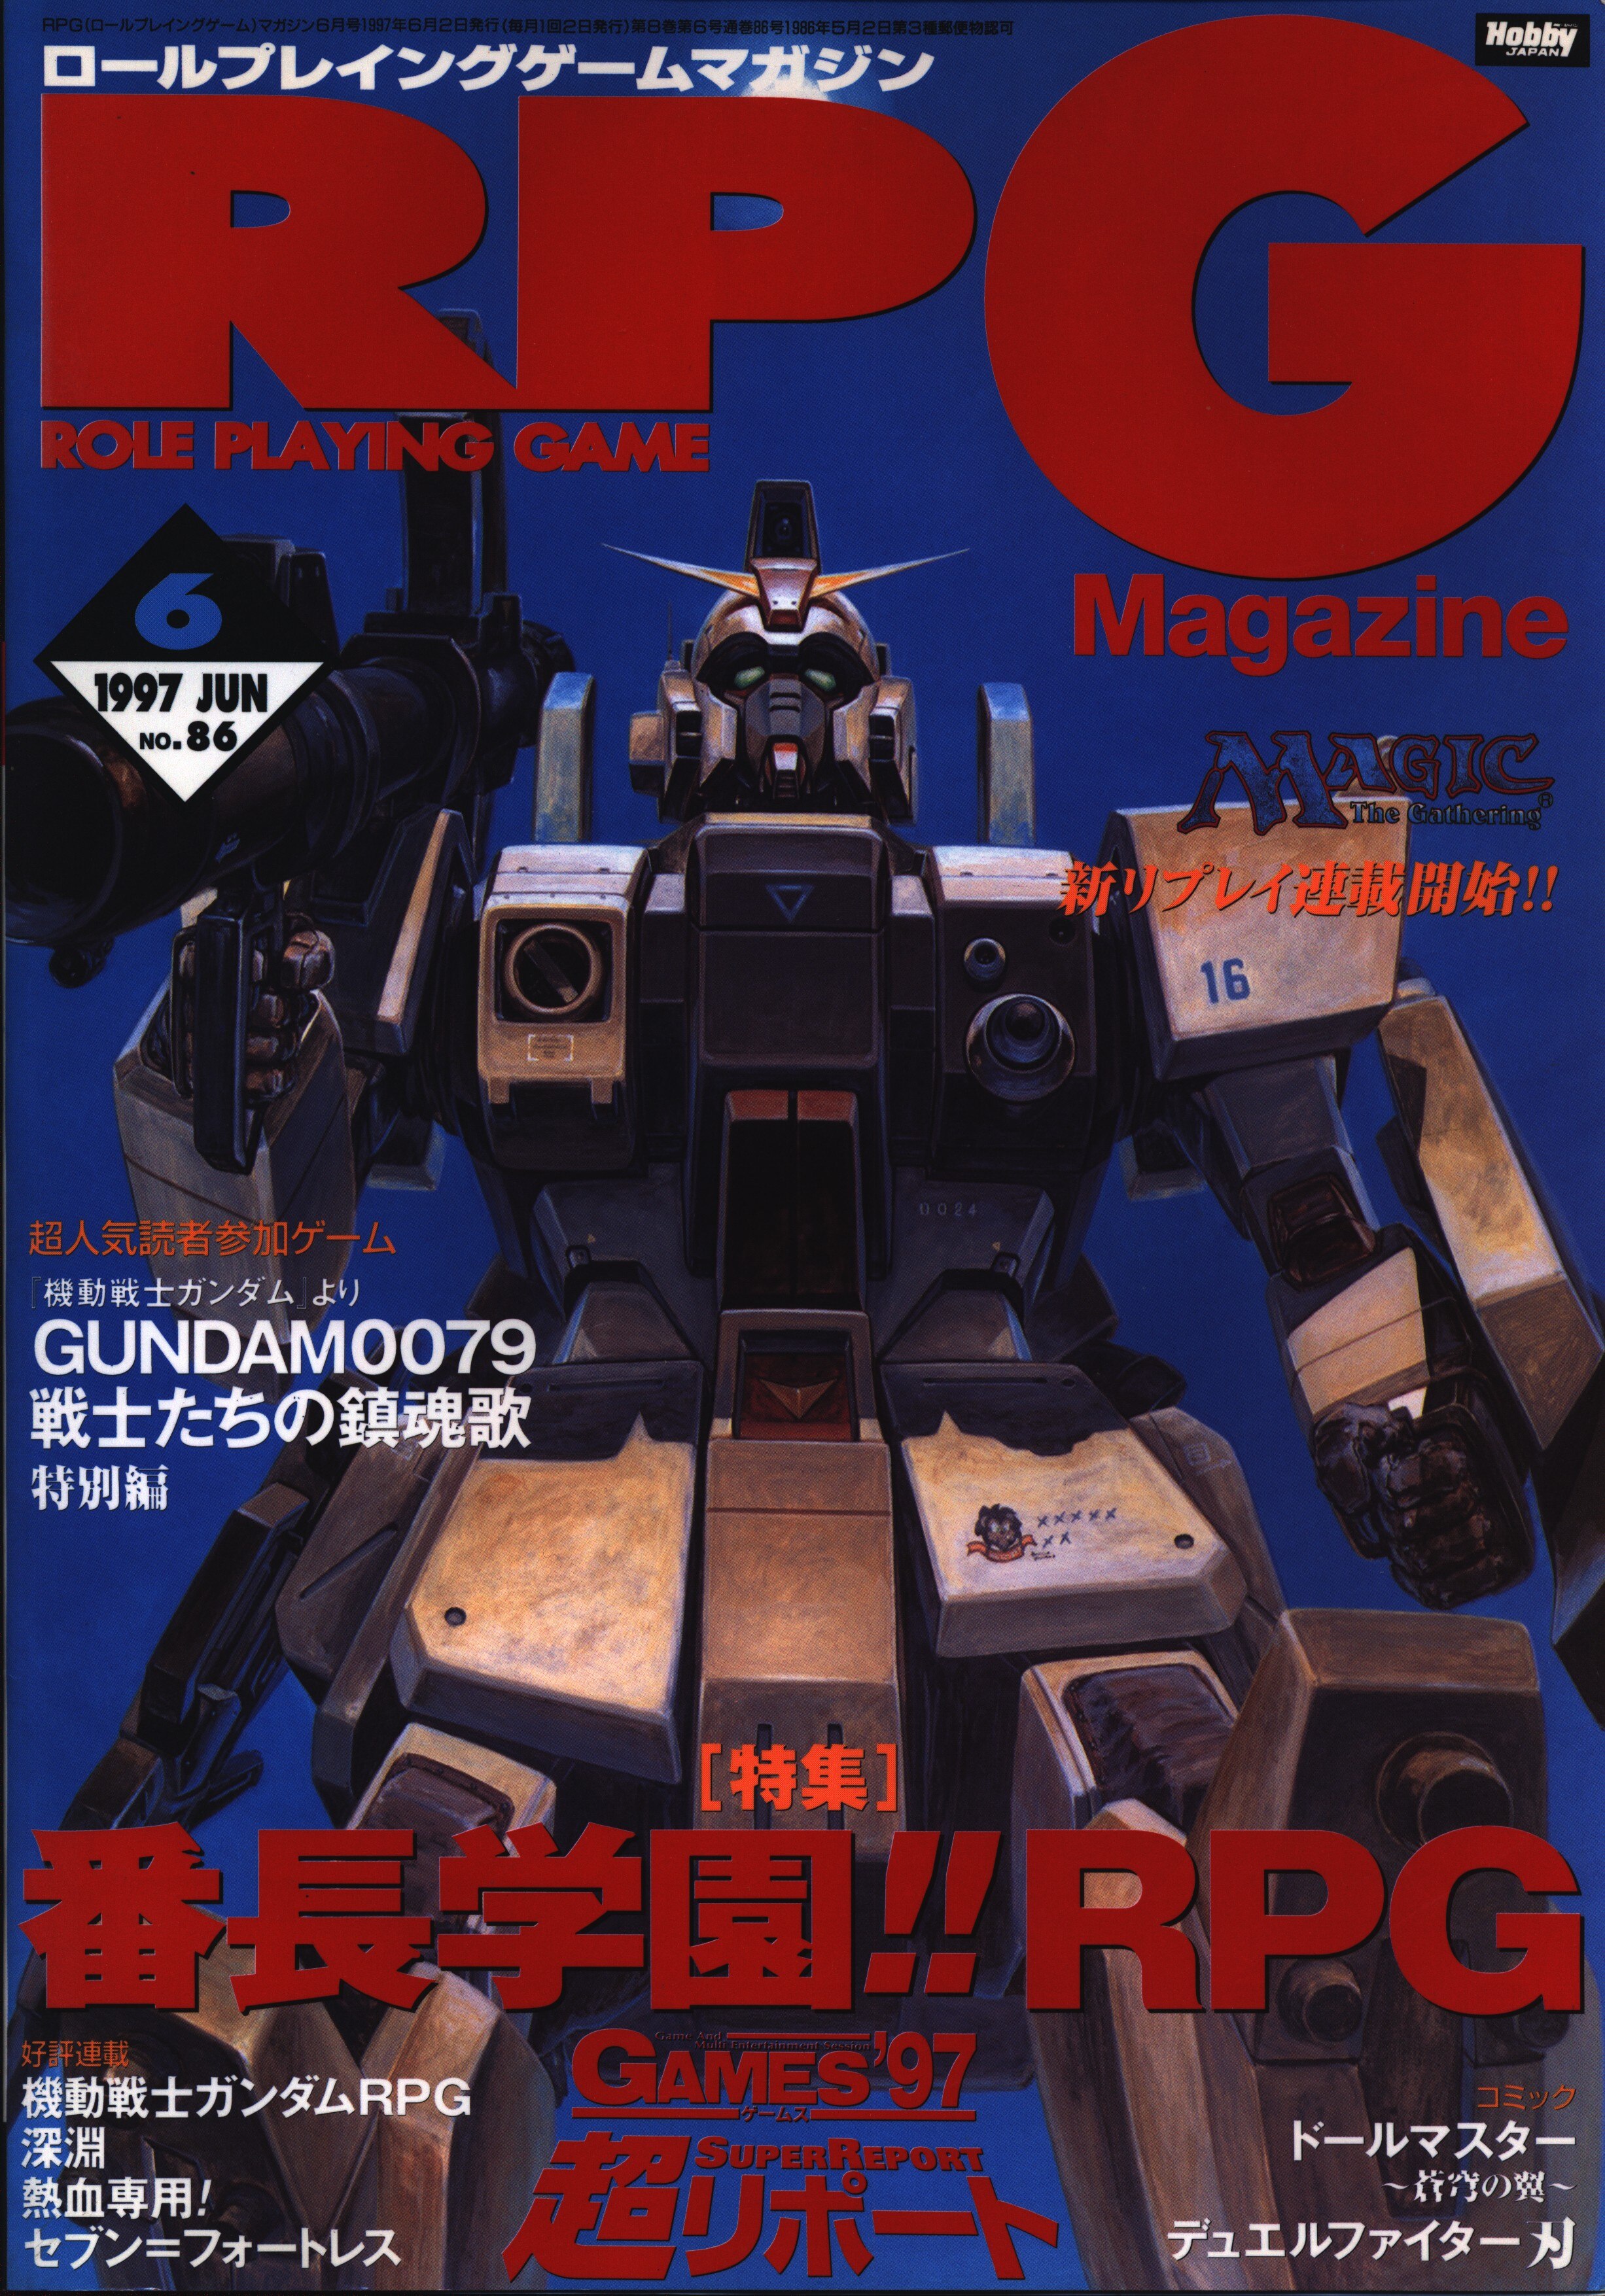 RPG(ロールプレイングゲーム)マガジン6月号1997年6月2日発行(毎月1回2日発行)第8巻第6号通巻86号1986年5月2日第3種郵便物認可
Hobby
JAPAN
ロールプレイングゲームマガジン
RPG
ROLE PLAYING GAME
Magazine
6
1997 JUN
NO.86
MAGIC
The Gathering®
新リプレイ連載開始!!
16
0024
超人気読者参加ゲーム
『機動戦士ガンダム』より
GUNDAM0079
戦士たちの鎮魂歌
特別編
×××××
××
[特集]
番長学園!!RPG
好評連載
機動戦士ガンダムRPG
深淵
熱血専用!
セブン=フォートレス
Game And
Multi Entertainment Session
GAMES'97
ゲームス
SUPERREPORT
超リポート
コミック
ドールマスター
~蒼穹の翼~
デュエルファイター刃